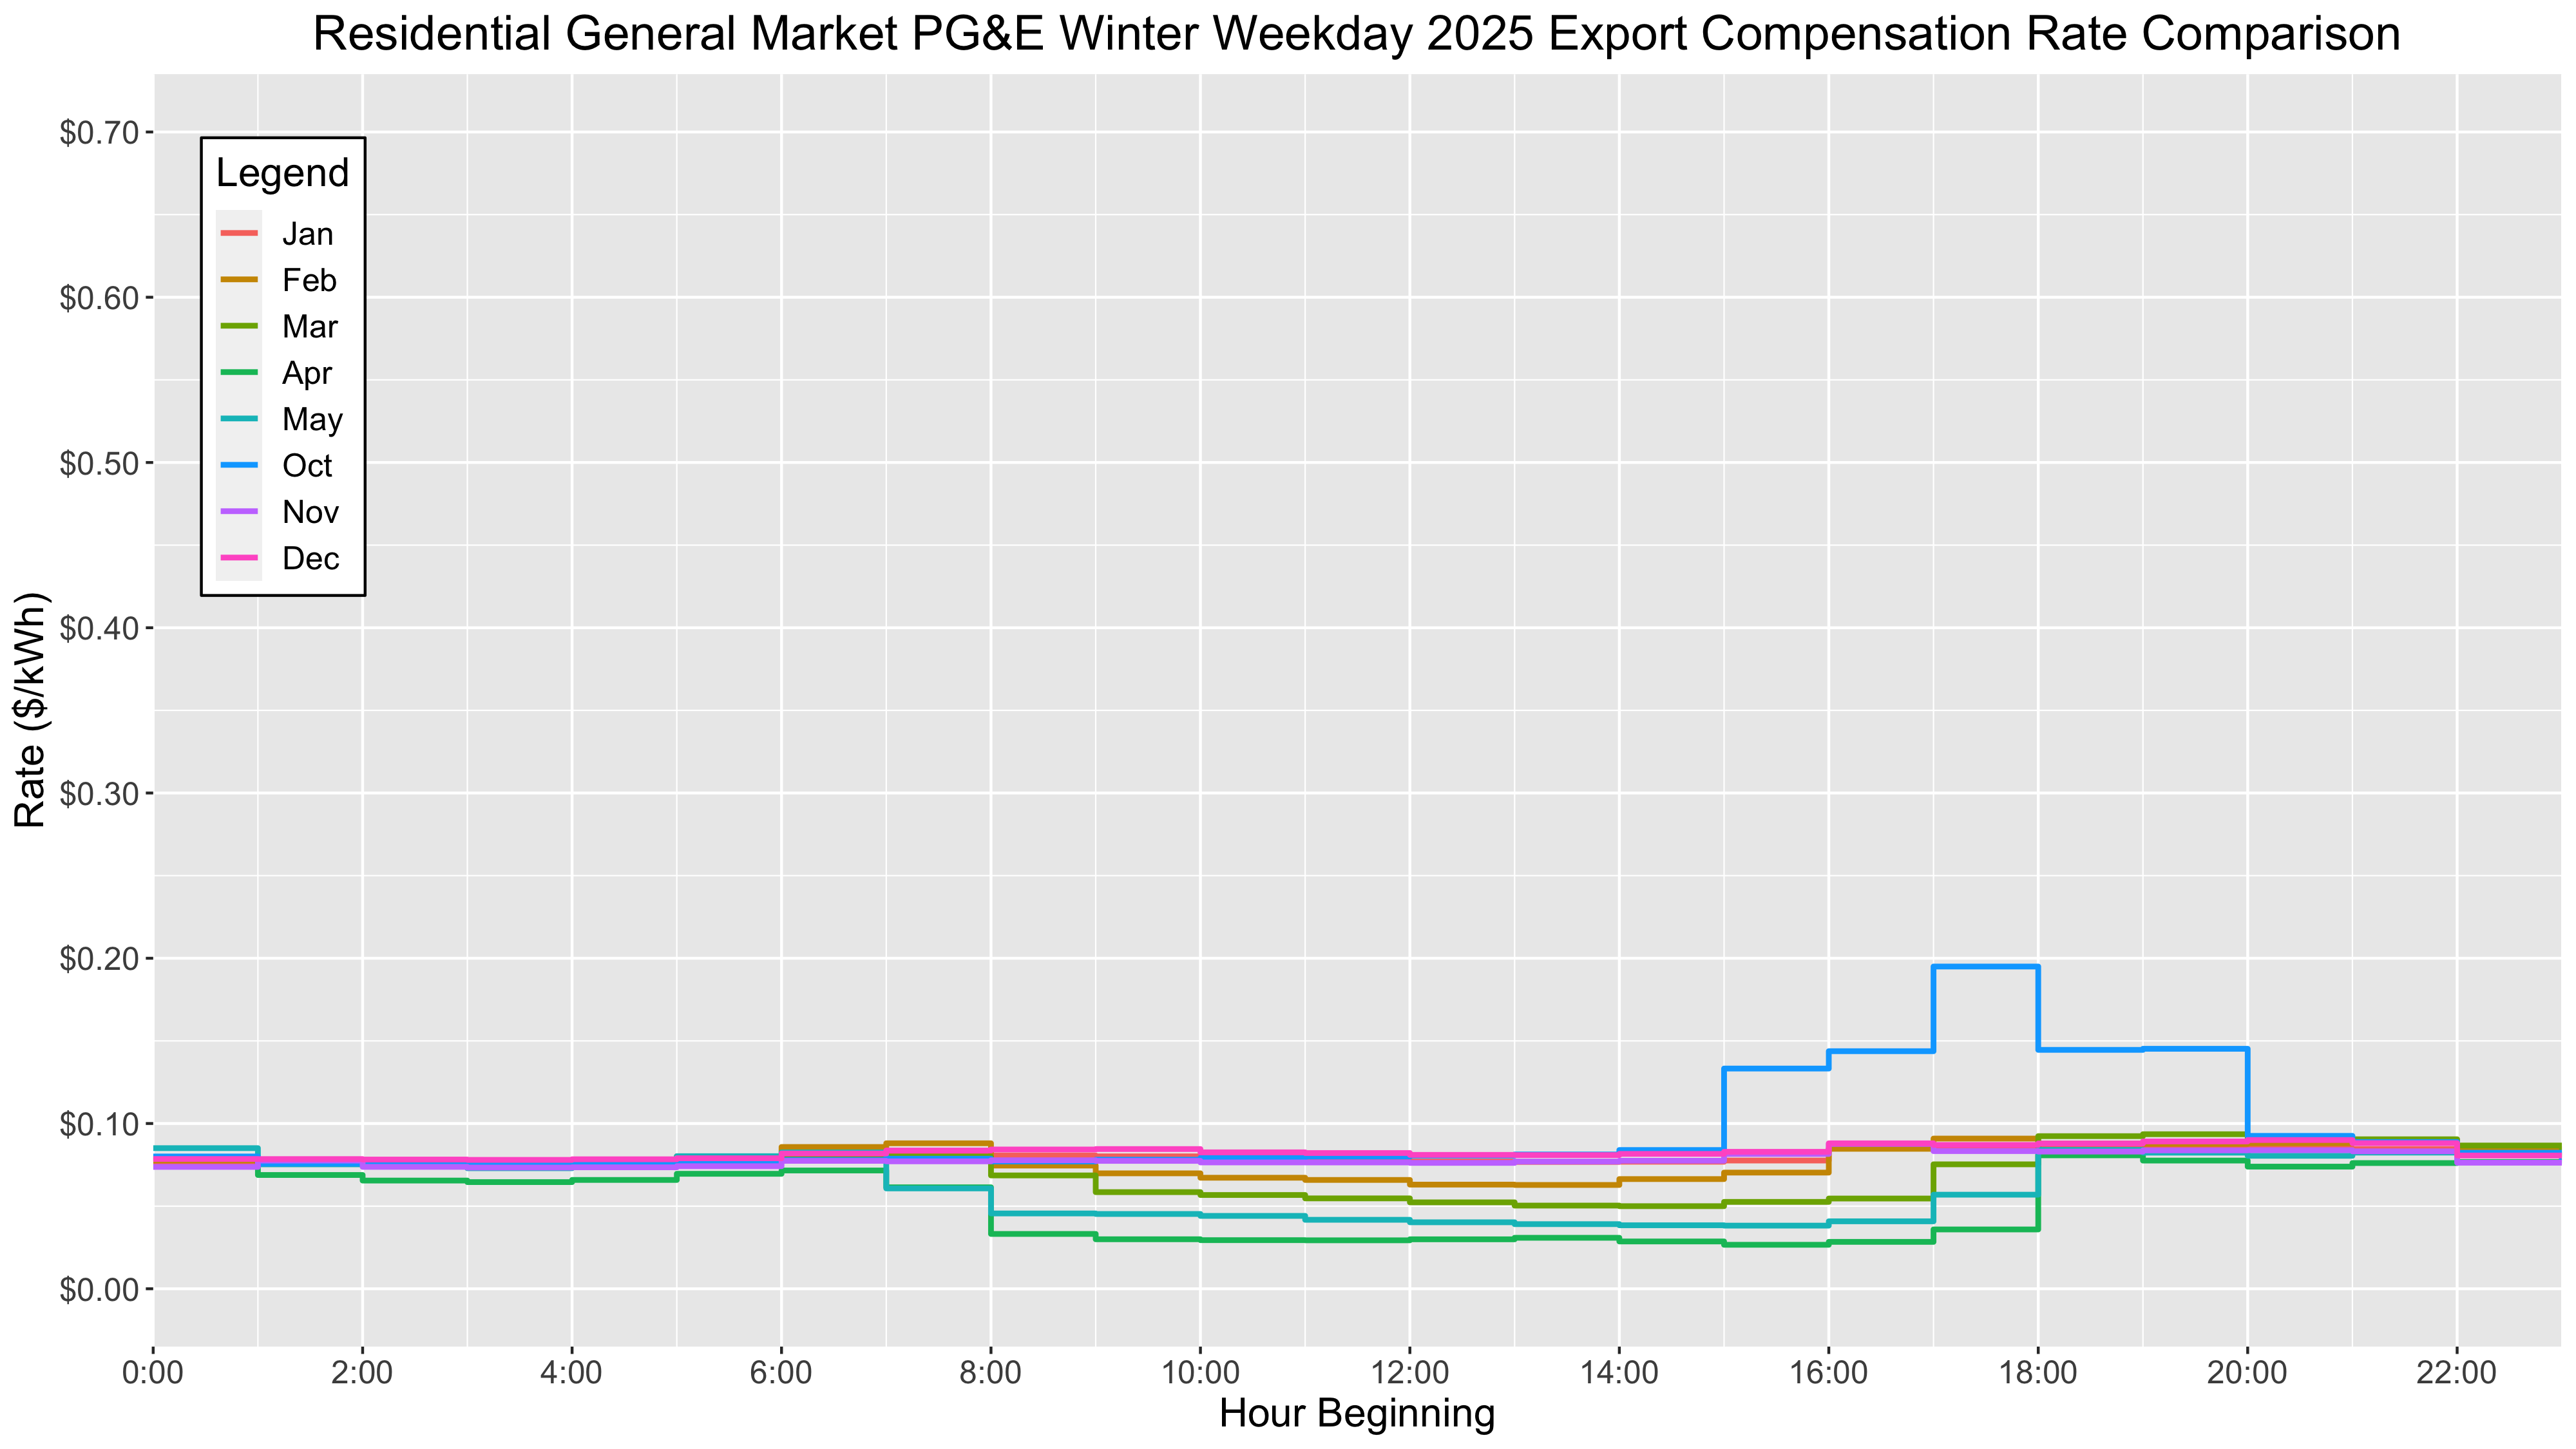 Residential General Market PG&E Winter Weekday 2025 Export Compensation Rate Comparison
$0.70
$0.60
$0.50
$0.40
$0.30
$0.20
$0.10
$0.00
Rate ($/kWh)
Legend
Jan
Feb
Mar
Apr
May
Oct
Nov
Dec
0:00 2:00 4:00 6:00 8:00 10:00 12:00 14:00 16:00 18:00 20:00 22:00
Hour Beginning